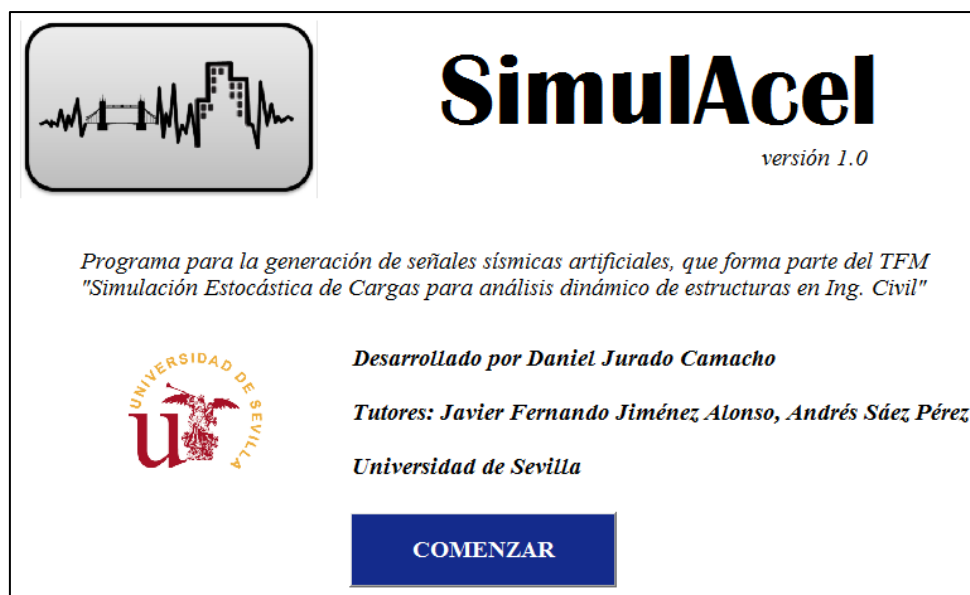 SimulAcel
versión 1.0
Programa para la generación de señales sísmicas artificiales, que forma parte del TFM
"Simulación Estocástica de Cargas para análisis dinámico de estructuras en Ing. Civil"
UNIVERSIDAD DE SEVILLA
u
Desarrollado por Daniel Jurado Camacho
Tutores: Javier Fernando Jiménez Alonso, Andrés Sáez Pérez
Universidad de Sevilla
COMENZAR